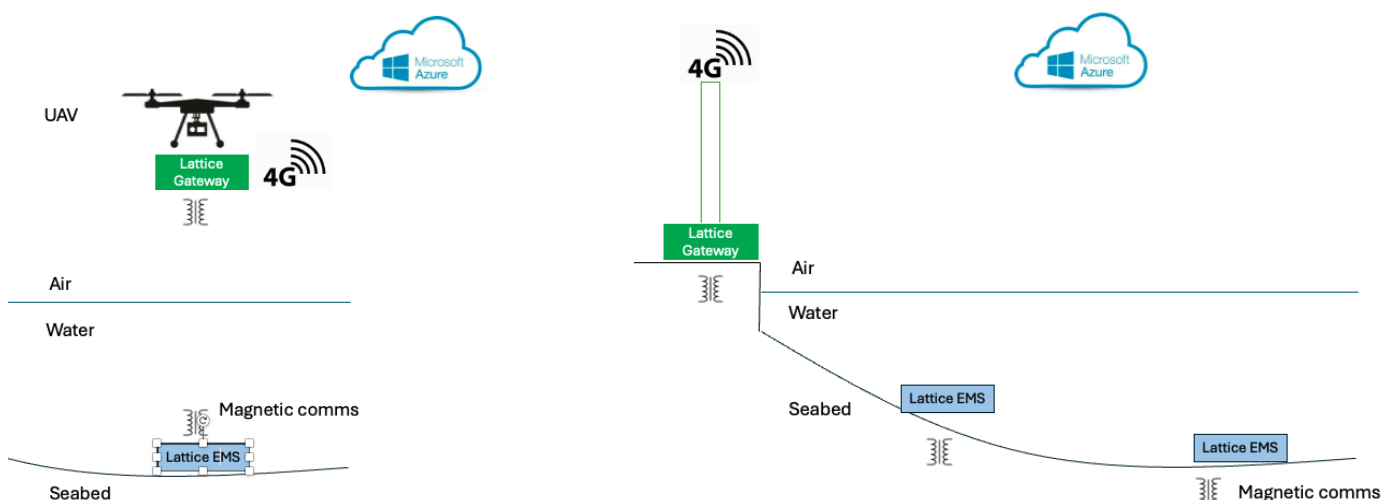 Microsoft
Azure
UAV
Lattice
Gateway
4G
Air
Water
Magnetic comms
Lattice EMS
Seabed
4G
Microsoft
Azure
Lattice
Gateway
Air
Water
Lattice EMS
Seabed
Lattice EMS
Magnetic comms